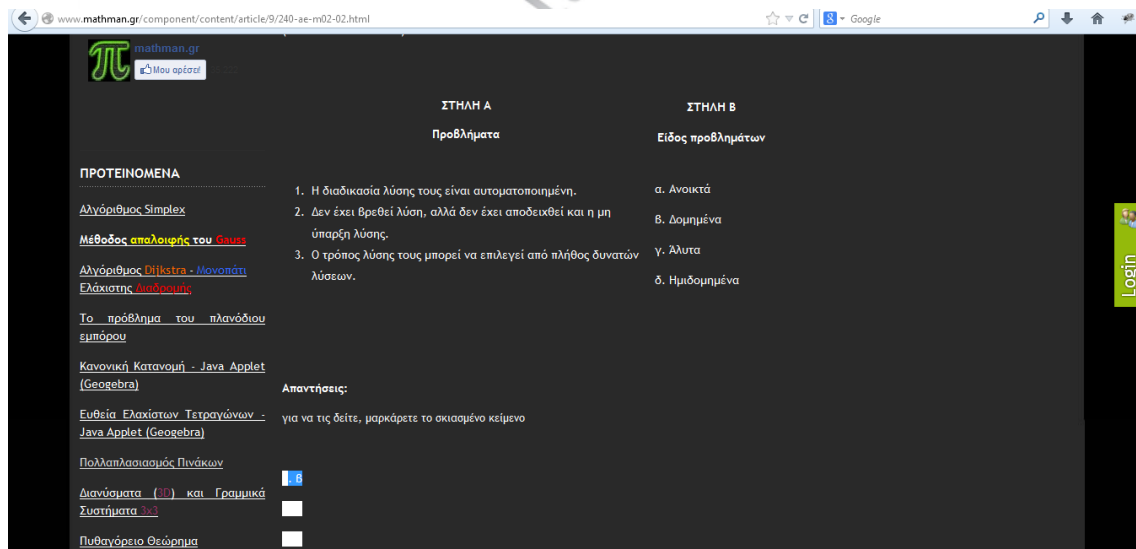 www.mathman.gr/component/content/article/9/240-ae-m02-02.html
Google
mathman.gr
Μου αρέσει!
ΣΤΗΛΗ Α
ΣΤΗΛΗ Β
Προβλήματα
Είδος προβλημάτων
ΠΡΟΤΕΙΝΟΜΕΝΑ
Αλγόριθμος Simplex
Μέθοδος απαλοιφής του Gauss
Αλγόριθμος Dijkstra - Μονοπάτι
Ελάχιστης Διαδρομής
Το πρόβλημα του πλανόδιου
εμπόρου
Κανονική Κατανομή - Java Applet
(Geogebra)
Ευθεία Ελαχίστων Τετραγώνων -
Java Applet (Geogebra)
Πολλαπλασιασμός Πινάκων
Διανύσματα (3D) και Γραμμικά
Συστήματα 3x3
Πυθαγόρειο Θεώρημα
1. Η διαδικασία λύσης τους είναι αυτοματοποιημένη.
2. Δεν έχει βρεθεί λύση, αλλά δεν έχει αποδειχθεί και η μη
ύπαρξη λύσης.
3. Ο τρόπος λύσης τους μπορεί να επιλεγεί από πλήθος δυνατών
λύσεων.
α. Ανοικτά
β. Δομημένα
γ. Άλυτα
δ. Ημιδομημένα
Απαντήσεις:
για να τις δείτε, μαρκάρετε το σκιασμένο κείμενο
. β
Login